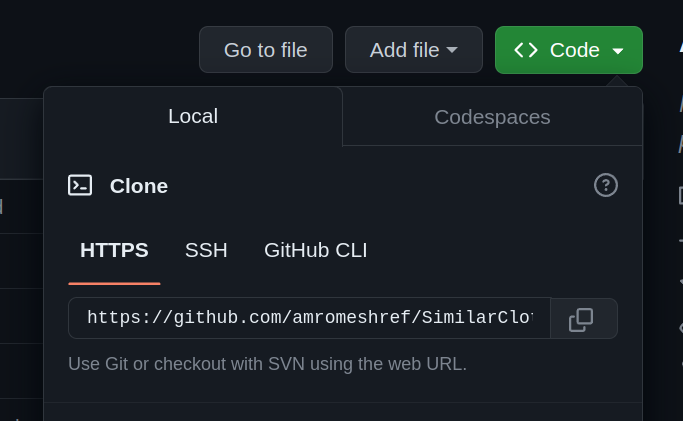 Go to file Add file Code
Local Codespaces
Clone
HTTPS SSH GitHub CLI
https://github.com/amromeshref/SimilarClo
Use Git or checkout with SVN using the web URL.